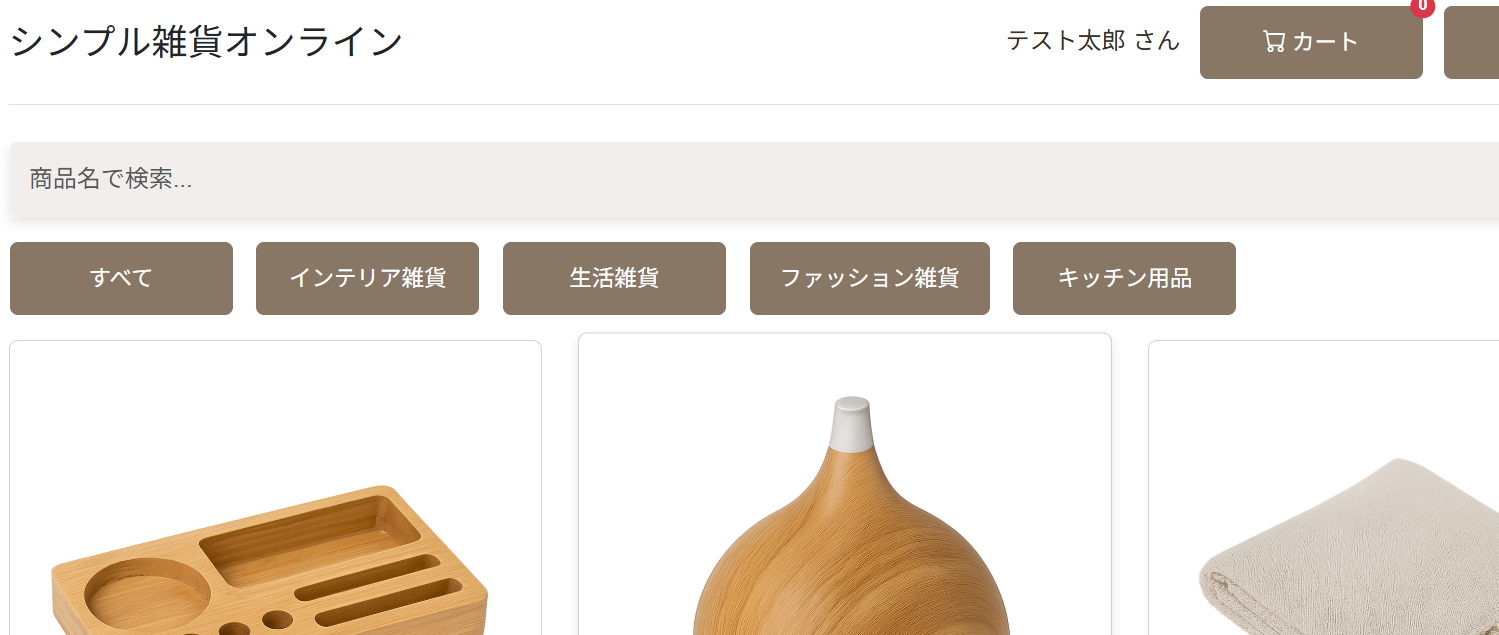 シンプル雑貨オンライン
テスト太郎 さん
カート
0
商品名で検索...
すべて
インテリア雑貨
生活雑貨
ファッション雑貨
キッチン用品